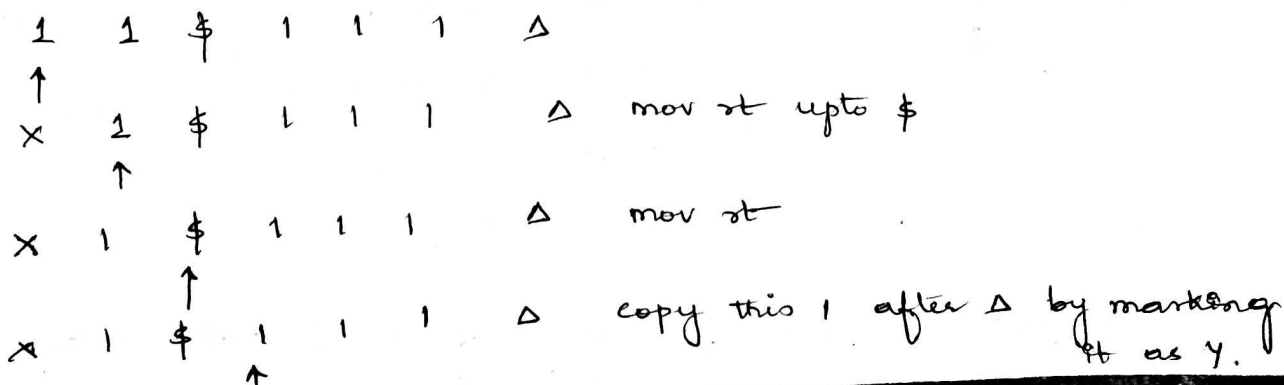 1 1 $ 1 1 1 Δ
↑
x 1 $ 1 1 1 Δ mov rt upto $
↑
x 1 $ 1 1 1 Δ mov rt
↑
x 1 $ 1 1 1 Δ copy this 1 after Δ by marking
it as y.
↑